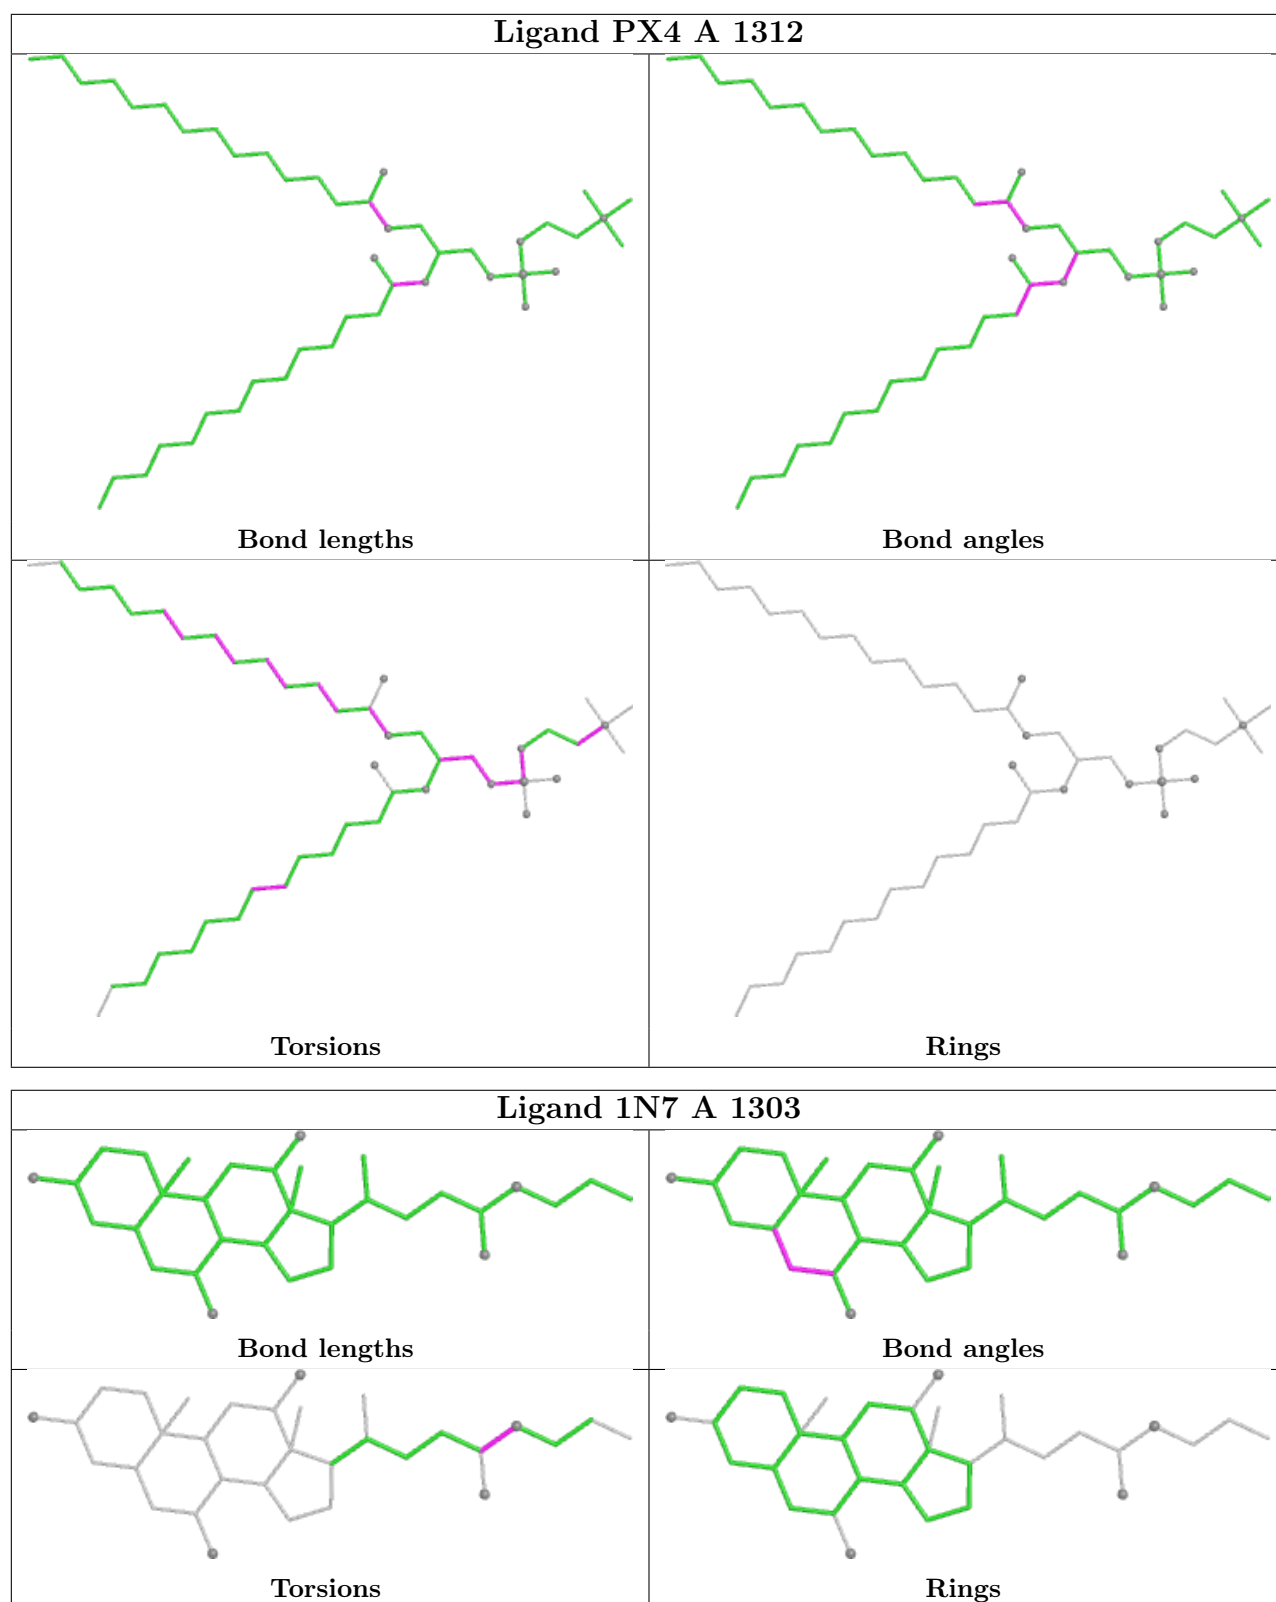 Ligand PX4 A 1312
Bond lengths
Bond angles
Torsions
Rings
Ligand 1N7 A 1303
Bond lengths
Bond angles
Torsions
Rings